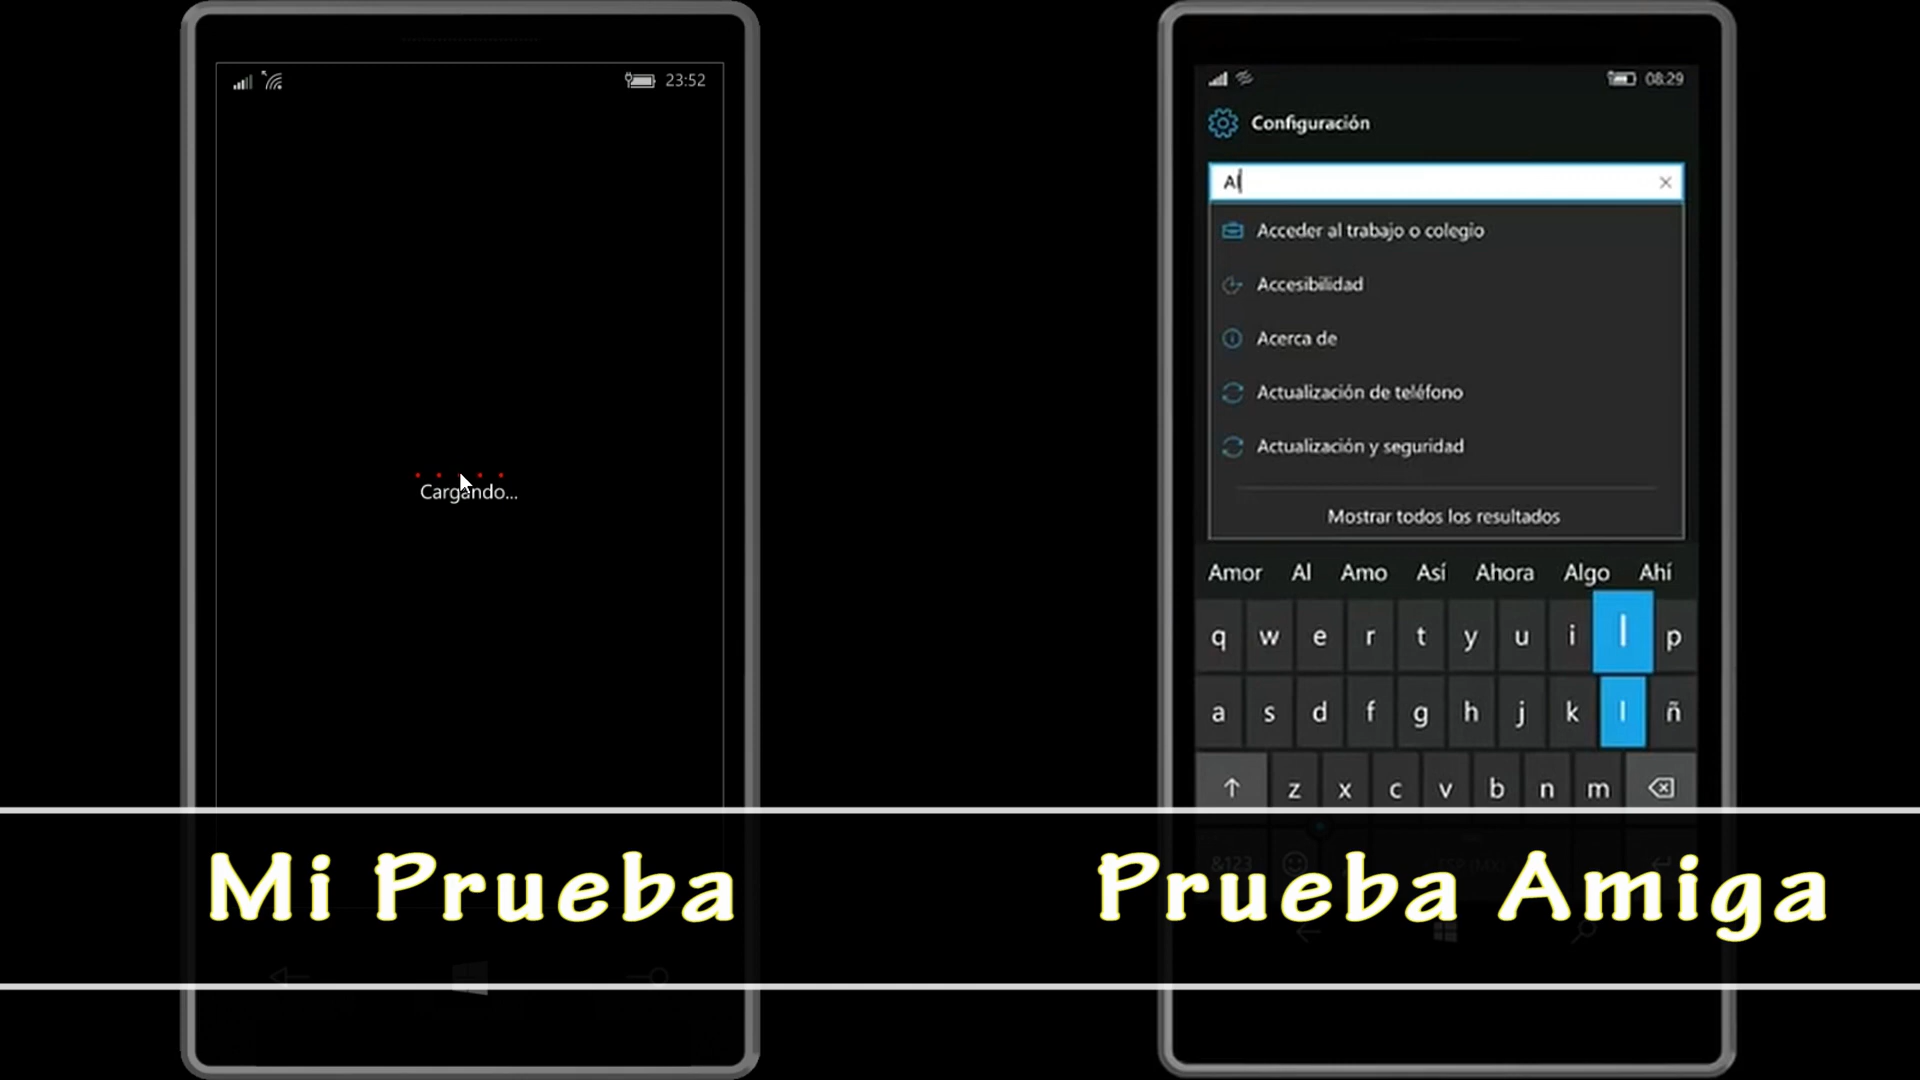 23:52
Cargando...
Mi Prueba
08:29
Configuración
Al
Acceder al trabajo o colegio
Accesibilidad
Acerca de
Actualización de teléfono
Actualización y seguridad
Mostrar todos los resultados
Amor Al Amo Así Ahora Algo Ahí
q w e r t y u i l p
a s d f g h j k l ñ
z x c v b n m
&123
Prueba Amiga